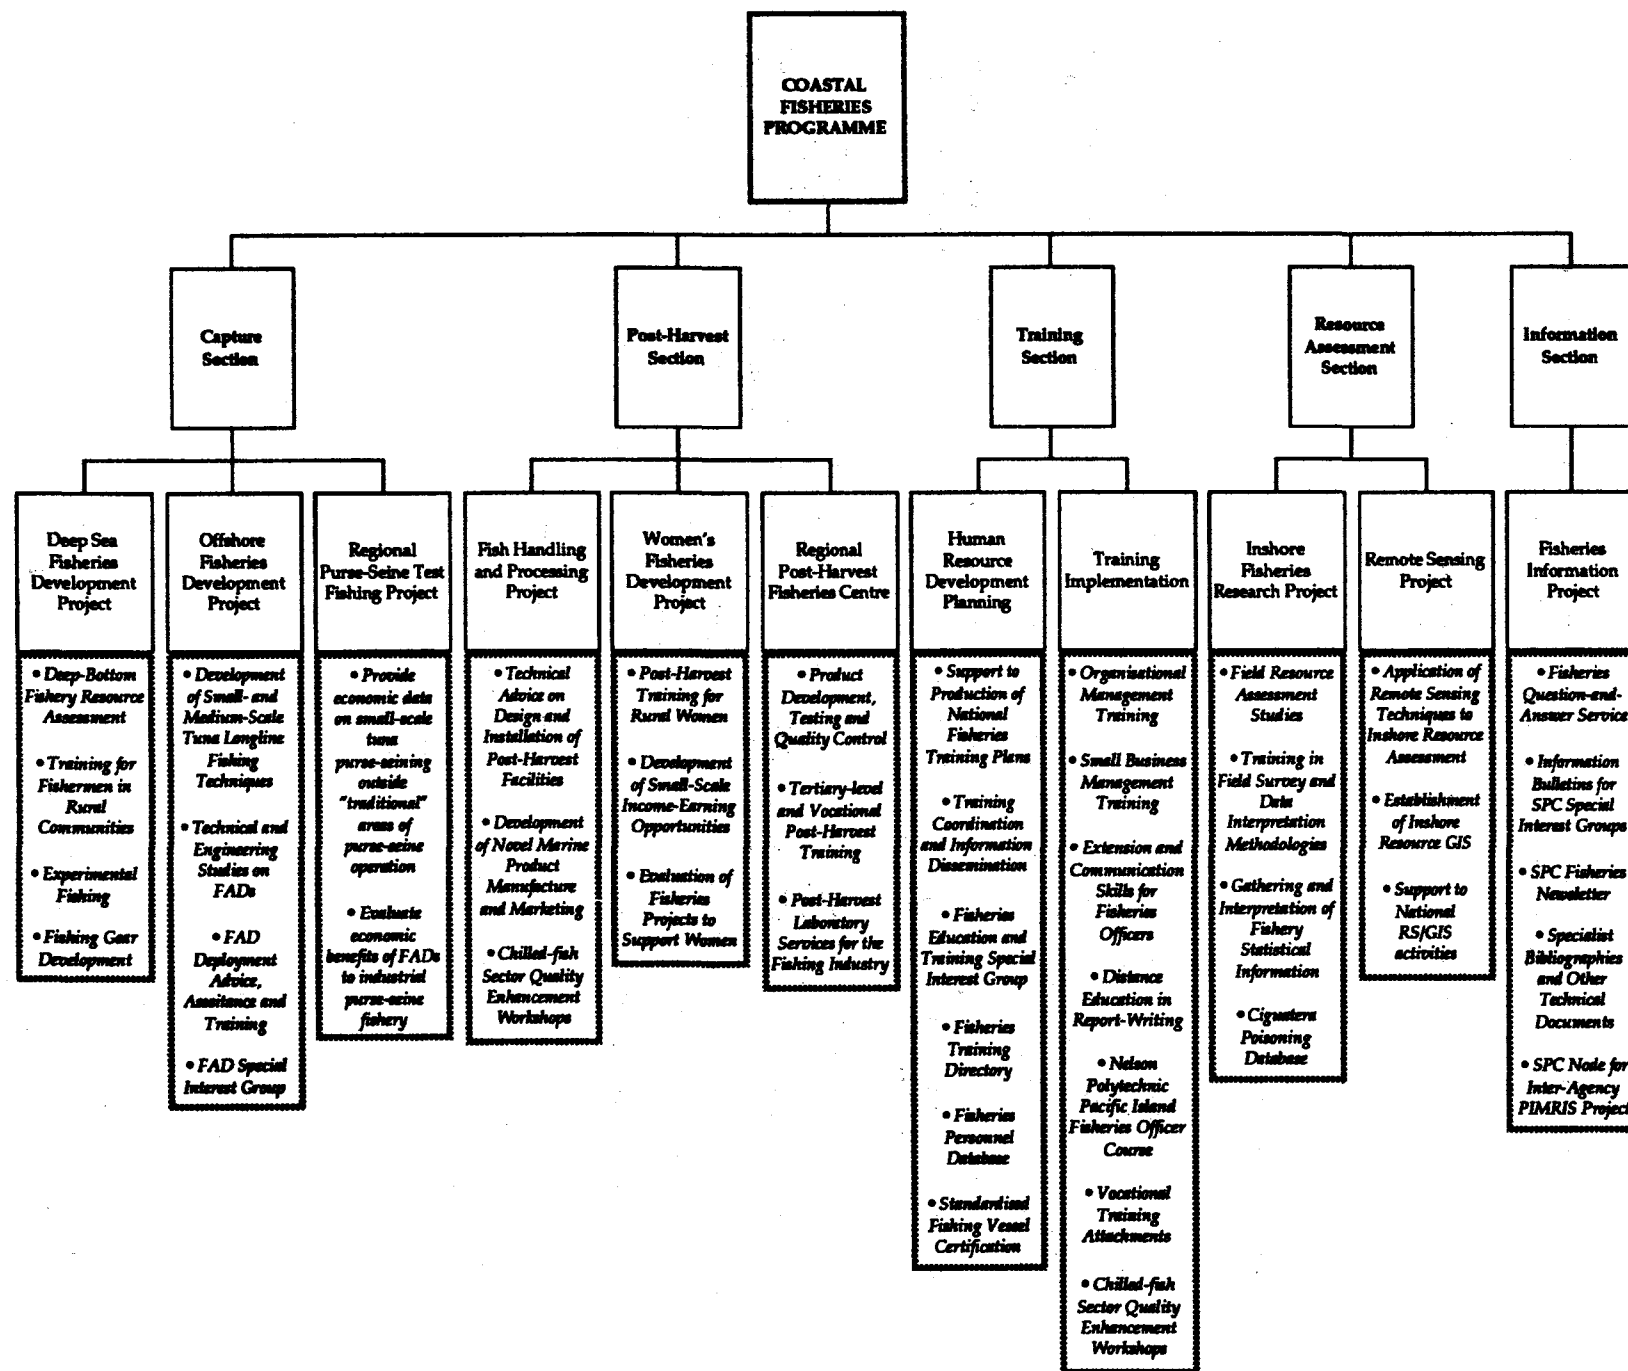 COASTAL
FISHERIES
PROGRAMME
Capture
Section
Post-Harvest
Section
Training
Section
Resource
Assessment
Section
Information
Section
Deep Sea
Fisheries
Development
Project
Offshore
Fisheries
Development
Project
Regional
Purse-Seine Test
Fishing Project
Fish Handling
and Processing
Project
Women's
Fisheries
Development
Project
Regional
Post-Harvest
Fisheries Centre
Human
Resource
Development
Planning
Training
Implementation
Inshore
Fisheries
Research Project
Remote Sensing
Project
Fisheries
Information
Project
• Deep-Bottom
Fishery Resource
Assessment
• Training for
Fishermen in
Rural
Communities
• Experimental
Fishing
• Fishing Gear
Development
• Development
of Small- and
Medium-Scale
Tuna Longline
Fishing
Techniques
• Technical and
Engineering
Studies on
FADs
• FAD
Deployment
Advice,
Assitance and
Training
• FAD Special
Interest Group
• Provide
economic data
on small-scale
tuna
purse-seining
outside
"traditional"
areas of
purse-seine
operation
• Evaluate
economic
benefits of FADs
to industrial
purse-seine
fishery
• Technical
Advice on
Design and
Installation of
Post-Harvest
Facilities
• Development
of Novel Marine
Product
Manufacture
and Marketing
• Chilled-fish
Sector Quality
Enhancement
Workshops
• Post-Harvest
Training for
Rural Women
• Development
of Small-Scale
Income-Earning
Opportunities
• Evaluation of
Fisheries
Projects to
Support Women
• Product
Development,
Testing and
Quality Control
• Tertiary-level
and Vocational
Post-Harvest
Training
• Post-Harvest
Laboratory
Services for the
Fishing Industry
• Support to
Production of
National
Fisheries
Training Plans
• Training
Coordination
and Information
Dissemination
• Fisheries
Education and
Training Special
Interest Group
• Fisheries
Training
Directory
• Fisheries
Personnel
Database
• Standardised
Fishing Vessel
Certification
• Organisational
Management
Training
• Small Business
Management
Training
• Extension and
Communication
Skills for
Fisheries
Officers
• Distance
Education in
Report-Writing
• Nelson
Polytechnic
Pacific Island
Fisheries Officer
Course
• Vocational
Training
Attachments
• Chilled-fish
Sector Quality
Enhancement
Workshops
• Field Resource
Assessment
Studies
• Training in
Field Survey and
Data
Interpretation
Methodologies
• Gathering and
Interpretation of
Fishery
Statistical
Information
• Ciguatera
Poisoning
Database
• Application of
Remote Sensing
Techniques to
Inshore Resource
Assessment
• Establishment
of Inshore
Resource GIS
• Support to
National
RS/GIS
activities
• Fisheries
Question-and-
Answer Service
• Information
Bulletins for
SPC Special
Interest Groups
• SPC Fisheries
Newsletter
• Specialist
Bibliographies
and Other
Technical
Documents
• SPC Node for
Inter-Agency
PIMRIS Project